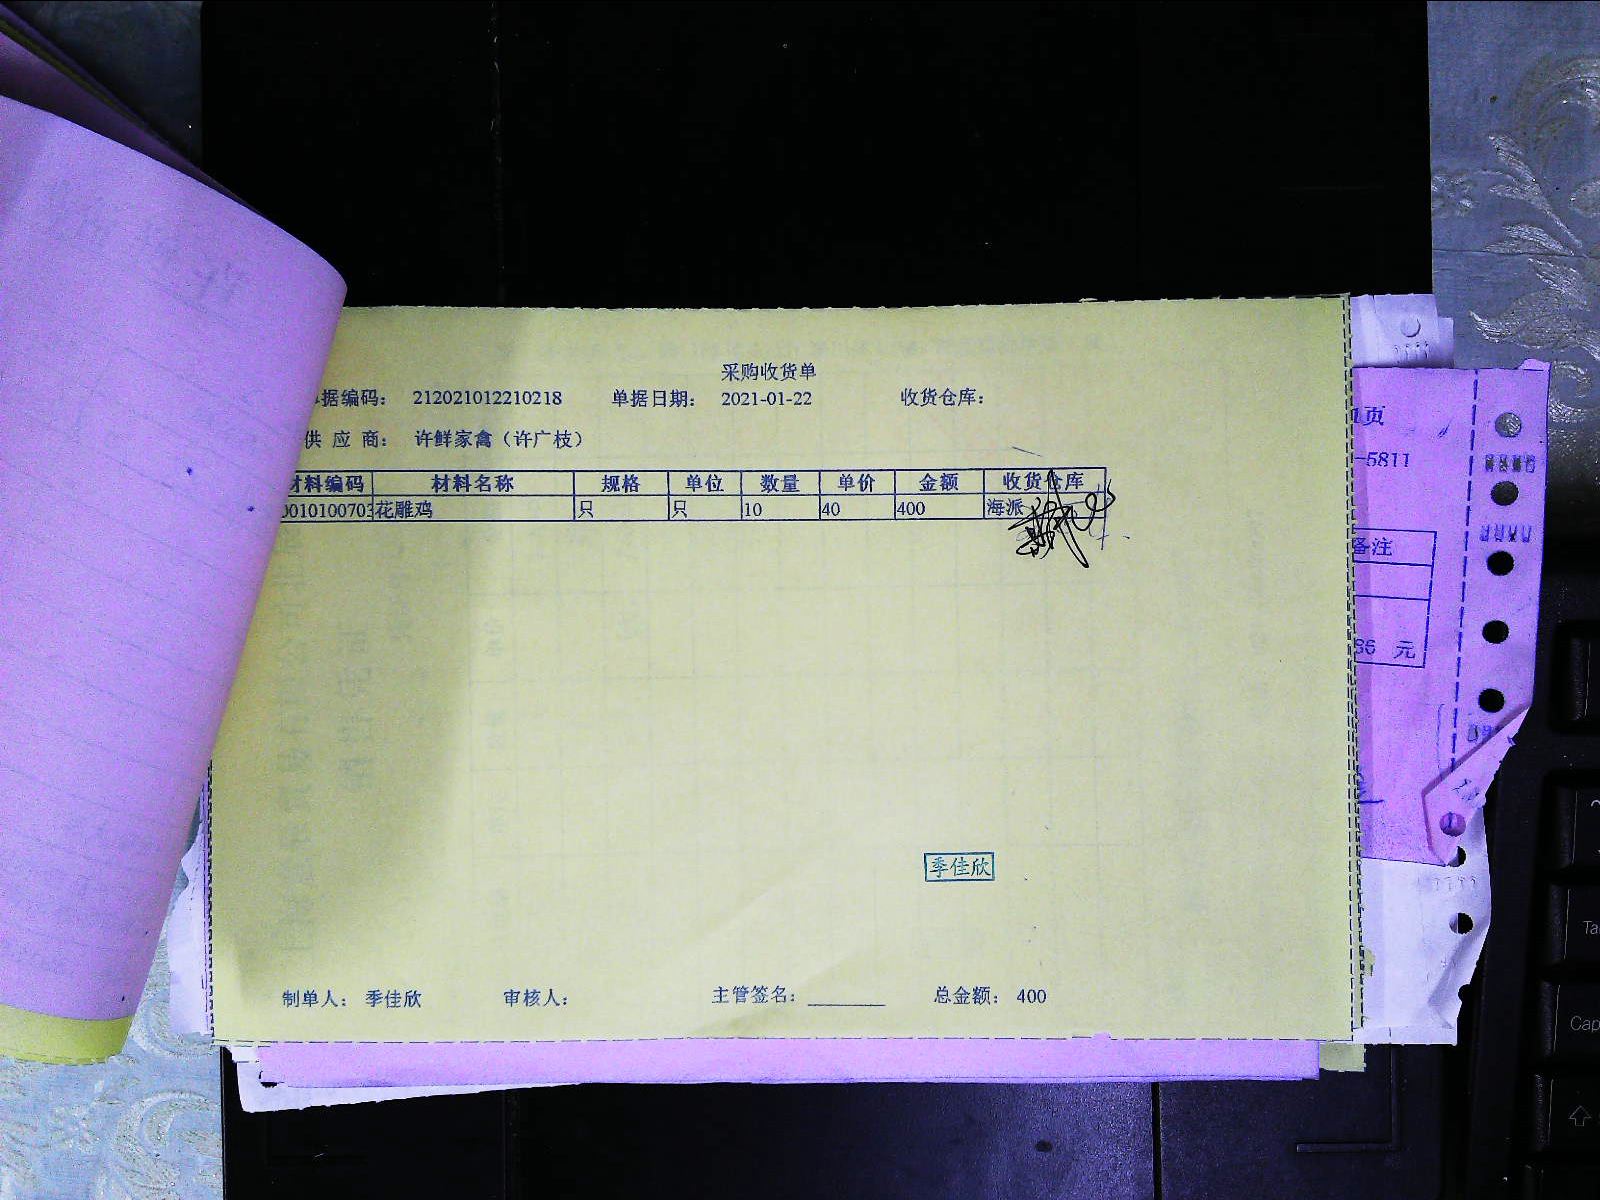 采购收货单
据编码： 212021012210218 单据日期： 2021-01-22 收货仓库：
供应商： 许鲜家禽（许广枝）
材料编码 材料名称 规格 单位 数量 单价 金额 收货仓库
0010100703 花雕鸡 只 只 10 40 400 海派
季佳欣
制单人： 季佳欣 审核人： 主管签名：________ 总金额： 400
页
-5811
备注
元
Cap